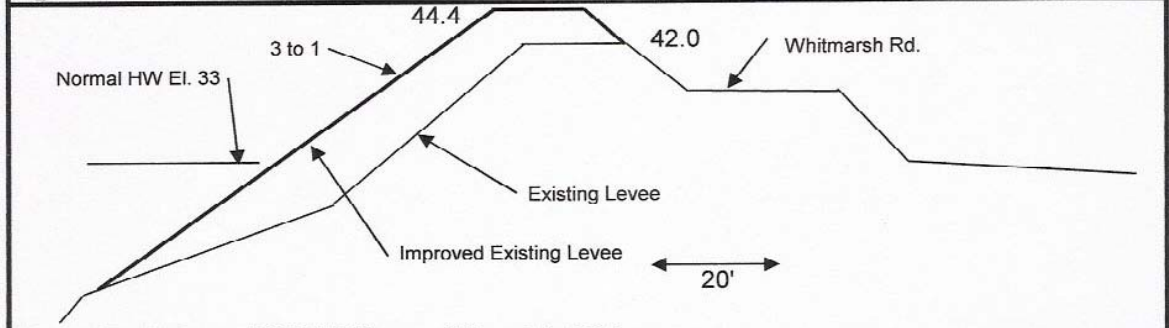 44.4
3 to 1
42.0
Whitmarsh Rd.
Normal HW El. 33
Existing Levee
Improved Existing Levee
20'